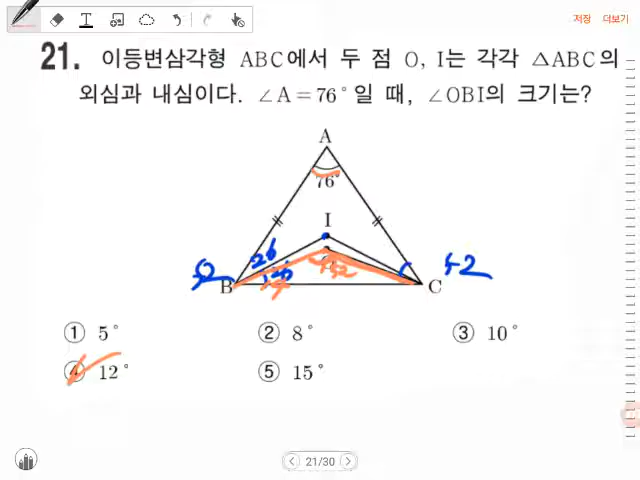 저장 더보기
21. 이등변삼각형 ABC에서 두 점 O, I는 각각 △ABC의
외심과 내심이다. ∠A=76°일 때, ∠OBI의 크기는?
A
76°
I
26
152
52
B
C
① 5° ② 8° ③ 10°
④ 12° ⑤ 15°
21/30